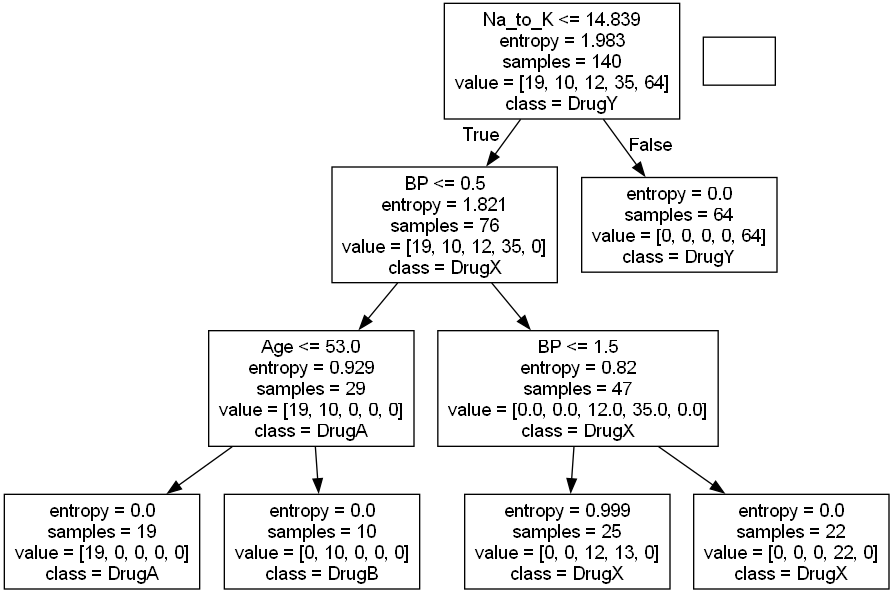 Na_to_K <= 14.839
entropy = 1.983
samples = 140
value = [19, 10, 12, 35, 64]
class = DrugY
True
False
BP <= 0.5
entropy = 1.821
samples = 76
value = [19, 10, 12, 35, 0]
class = DrugX
entropy = 0.0
samples = 64
value = [0, 0, 0, 0, 64]
class = DrugY
Age <= 53.0
entropy = 0.929
samples = 29
value = [19, 10, 0, 0, 0]
class = DrugA
BP <= 1.5
entropy = 0.82
samples = 47
value = [0.0, 0.0, 12.0, 35.0, 0.0]
class = DrugX
entropy = 0.0
samples = 19
value = [19, 0, 0, 0, 0]
class = DrugA
entropy = 0.0
samples = 10
value = [0, 10, 0, 0, 0]
class = DrugB
entropy = 0.999
samples = 25
value = [0, 0, 12, 13, 0]
class = DrugX
entropy = 0.0
samples = 22
value = [0, 0, 0, 22, 0]
class = DrugX